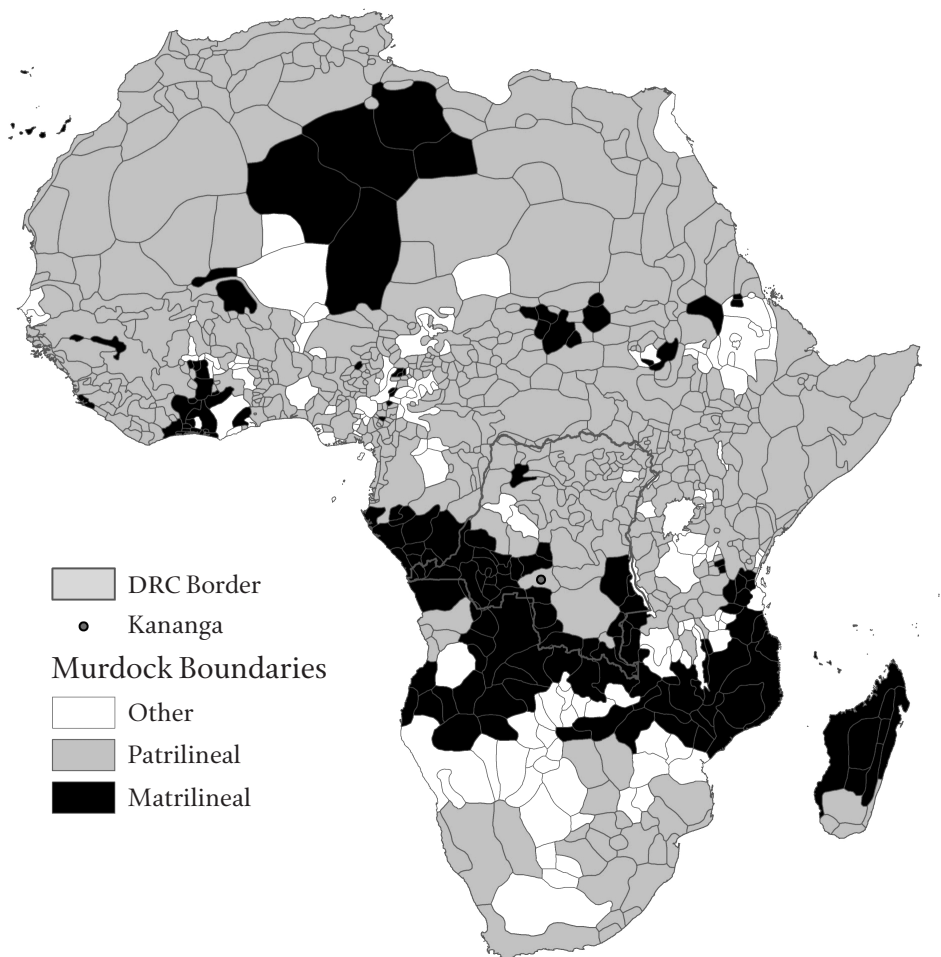 DRC Border
Kananga
Murdock Boundaries
Other
Patrilineal
Matrilineal